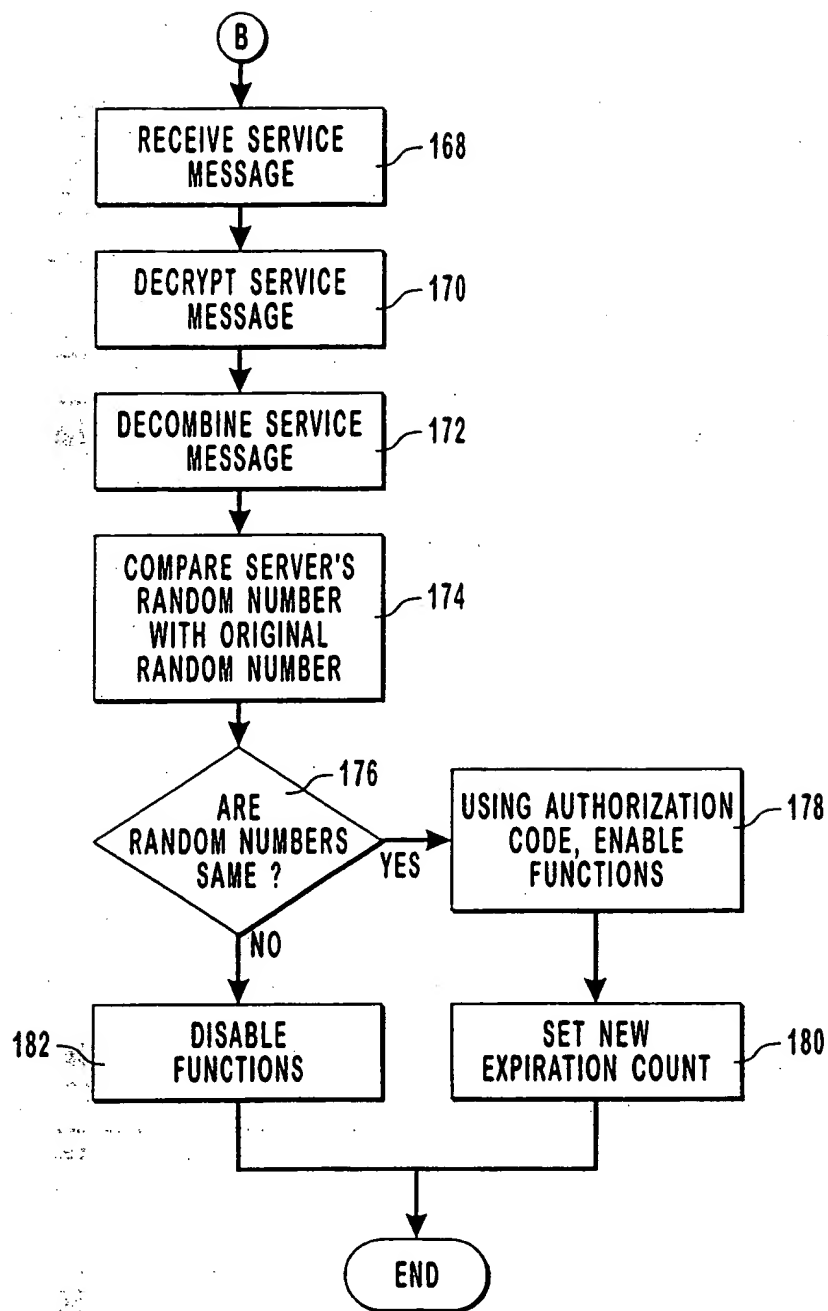 B
RECEIVE SERVICE
MESSAGE
168
DECRYPT SERVICE
MESSAGE
170
DECOMBINE SERVICE
MESSAGE
172
COMPARE SERVER'S
RANDOM NUMBER
WITH ORIGINAL
RANDOM NUMBER
174
176
ARE
RANDOM NUMBERS
SAME ?
YES
NO
USING AUTHORIZATION
CODE, ENABLE
FUNCTIONS
178
182
DISABLE
FUNCTIONS
SET NEW
EXPIRATION COUNT
180
END